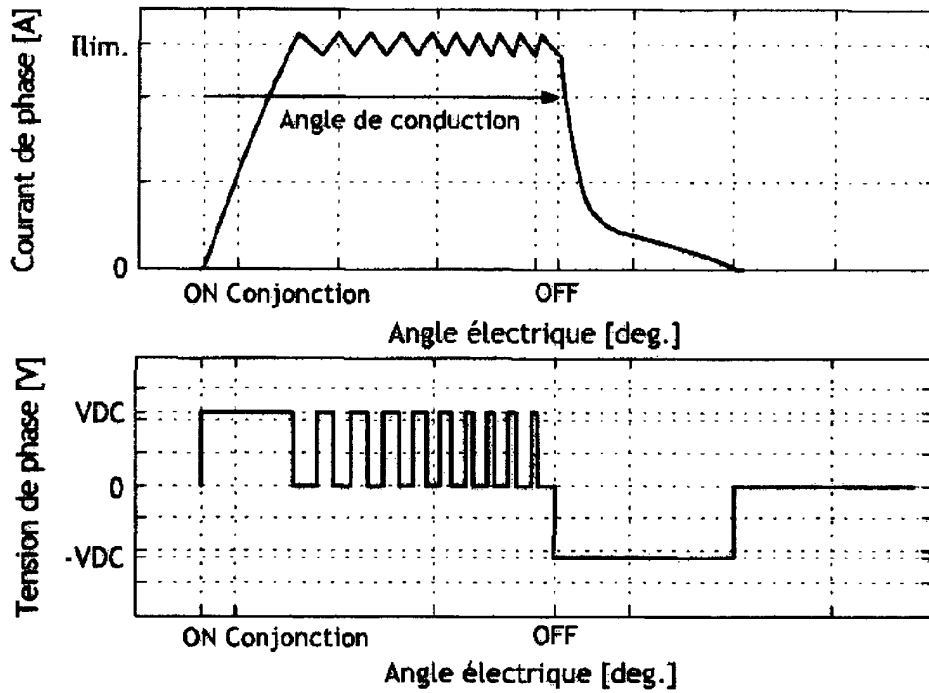 Courant de phase [A]
Ilim.
Angle de conduction
0
ON Conjonction
OFF
Angle électrique [deg.]
Tension de phase [V]
VDC
0
-VDC
ON Conjonction
OFF
Angle électrique [deg.]